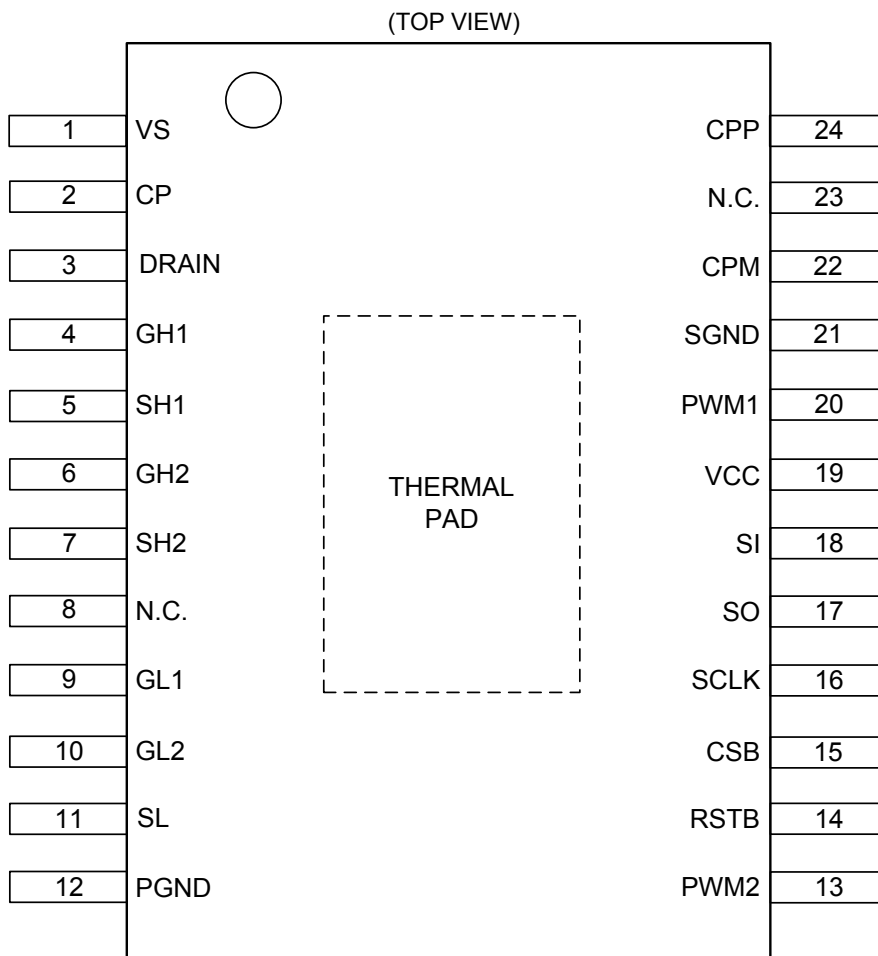 (TOP VIEW)
1 VS CPP 24
2 CP N.C. 23
3 DRAIN CPM 22
4 GH1 SGND 21
5 SH1 PWM1 20
6 GH2 VCC 19
THERMAL
PAD
7 SH2 SI 18
8 N.C. SO 17
9 GL1 SCLK 16
10 GL2 CSB 15
11 SL RSTB 14
12 PGND PWM2 13